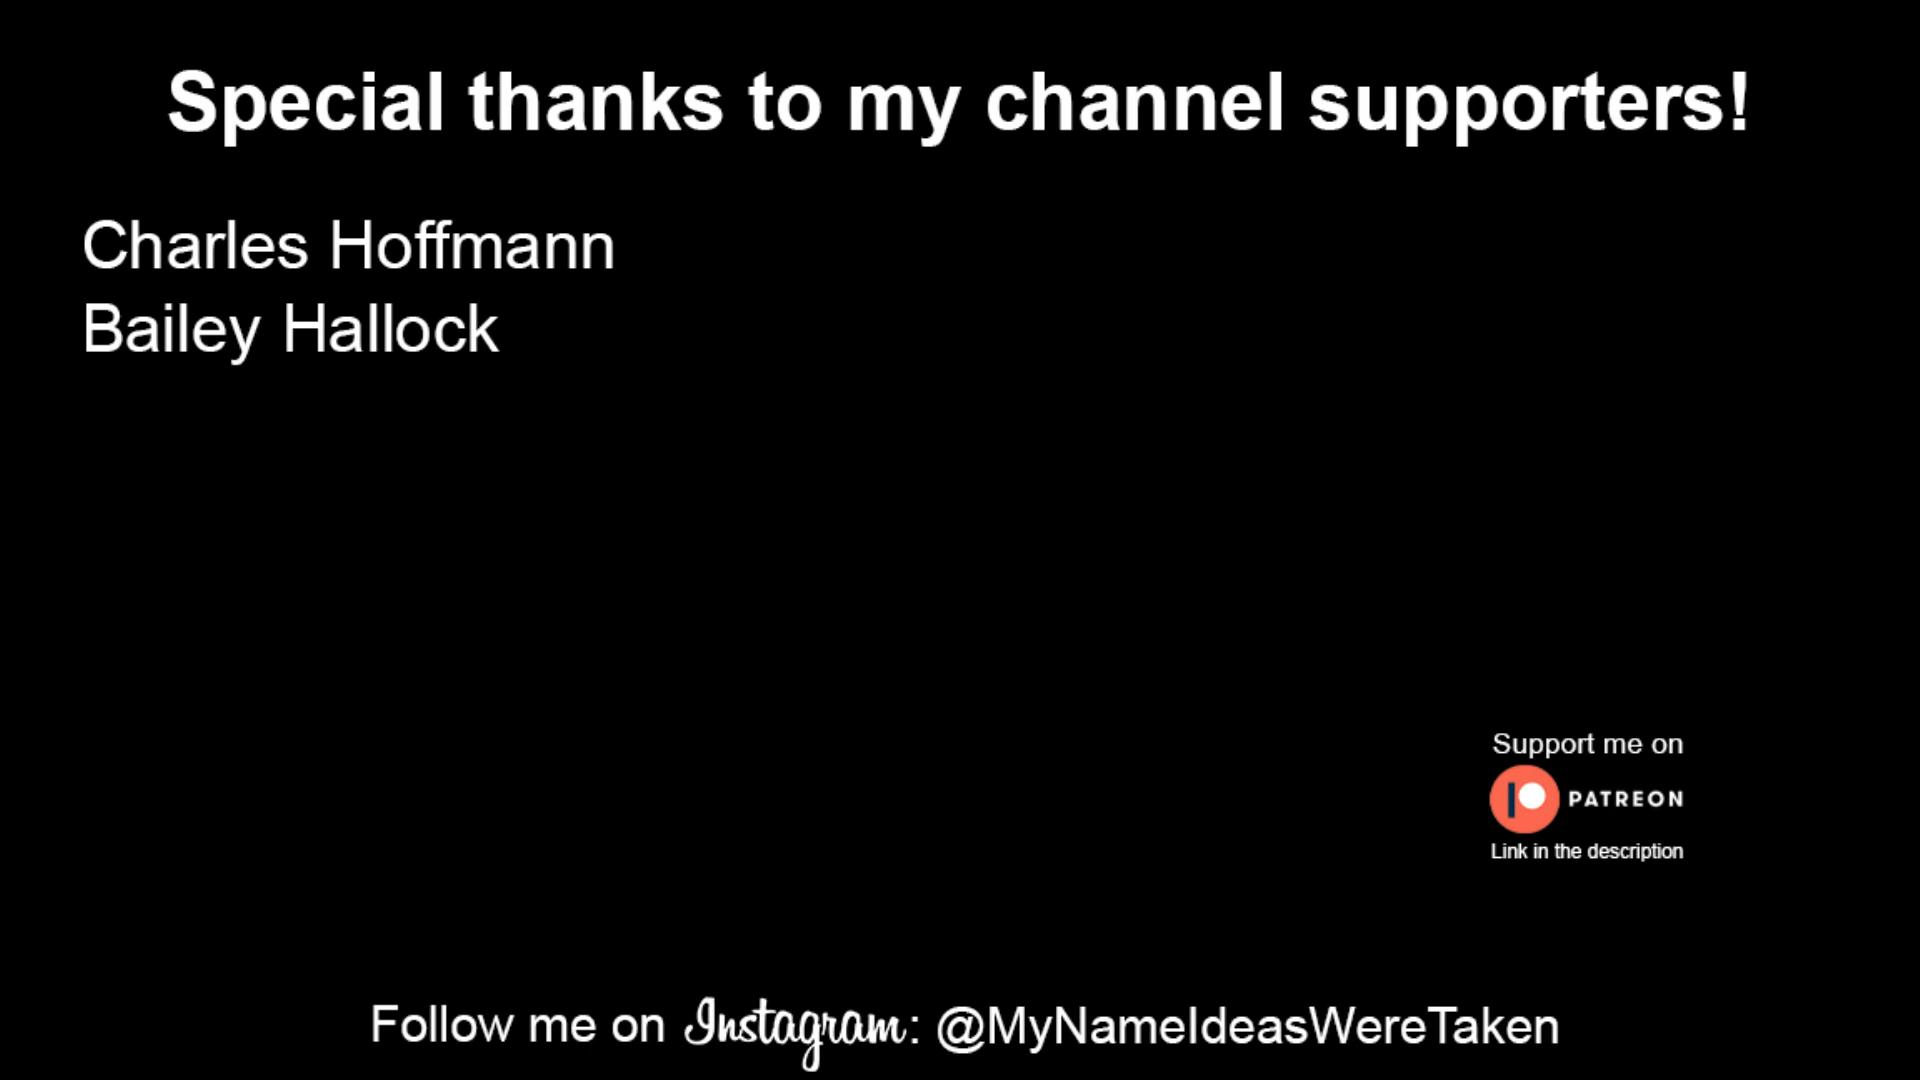 Special thanks to my channel supporters!
Charles Hoffmann
Bailey Hallock
Support me on
PATREON
Link in the description
Follow me on Instagram: @MyNameIdeasWereTaken